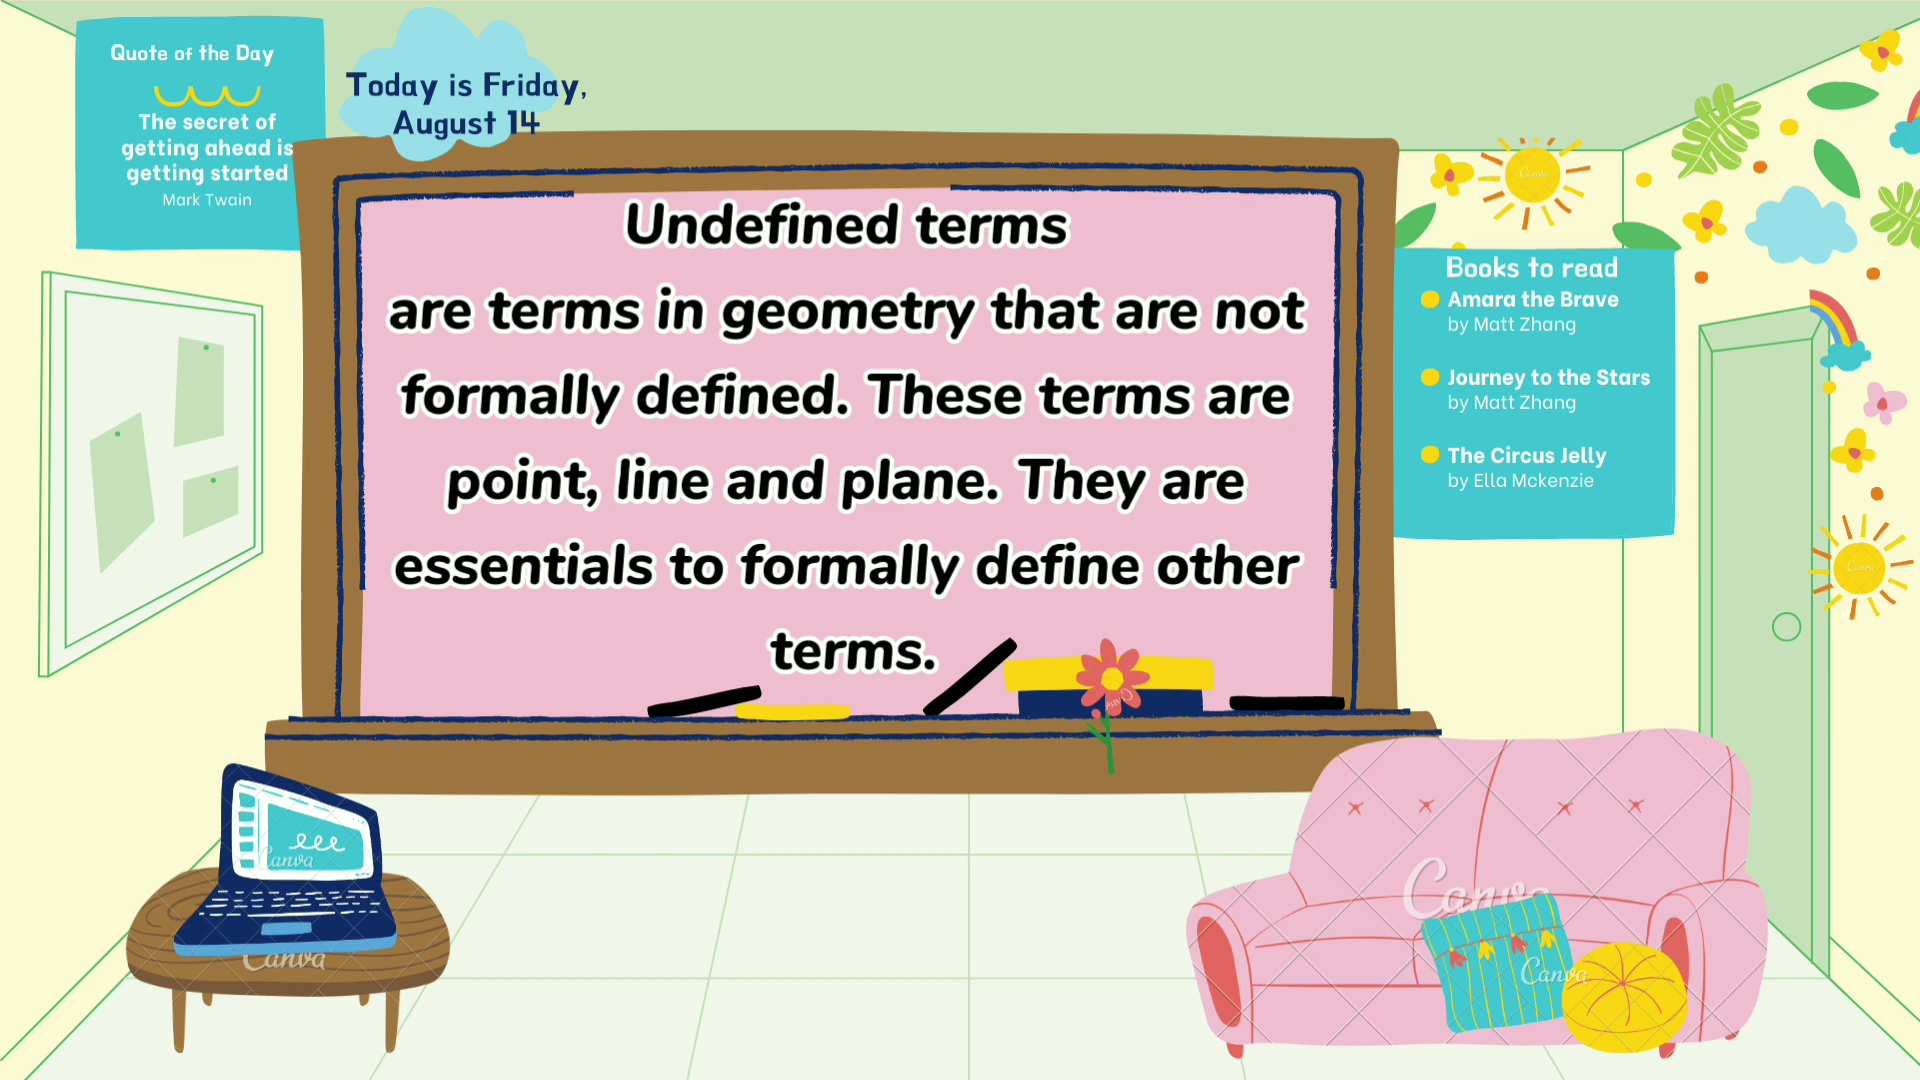 Quote of the Day
The secret of
getting ahead is
getting started
Mark Twain
Today is Friday,
August 14
Undefined terms
are terms in geometry that are not
formally defined. These terms are
point, line and plane. They are
essentials to formally define other
terms.
Books to read
Amara the Brave
by Matt Zhang
Journey to the Stars
by Matt Zhang
The Circus Jelly
by Ella Mckenzie
Canva
Canva
Canva
Canva
Canva
Canva
Canva